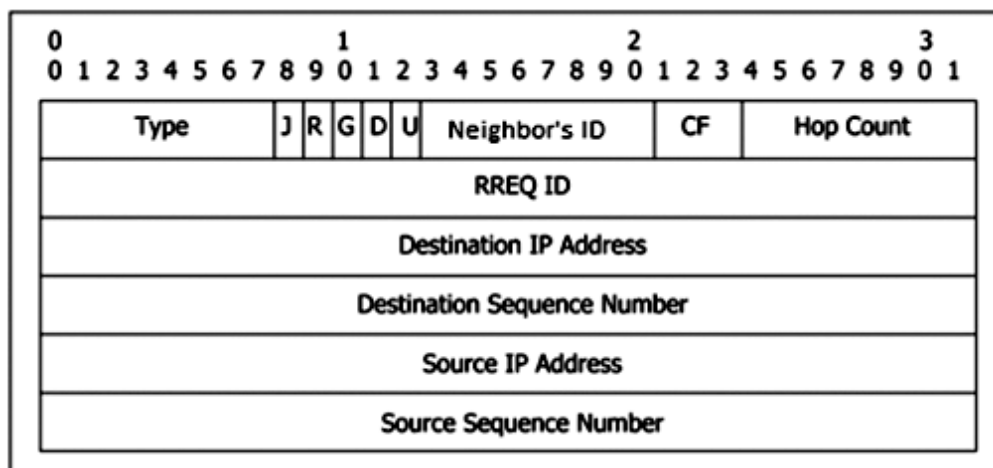 0 1 2 3
0 1 2 3 4 5 6 7 8 9 0 1 2 3 4 5 6 7 8 9 0 1 2 3 4 5 6 7 8 9 0 1
Type J R G D U Neighbor's ID CF Hop Count
RREQ ID
Destination IP Address
Destination Sequence Number
Source IP Address
Source Sequence Number